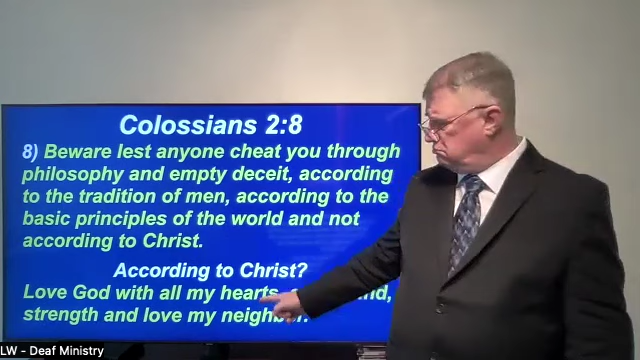 Colossians 2:8
8) Beware lest anyone cheat you through
philosophy and empty deceit, according
to the tradition of men, according to the
basic principles of the world and not
according to Christ.
According to Christ?
Love God with all my hearts,
strength and love my neighbor.
LW - Deaf Ministry